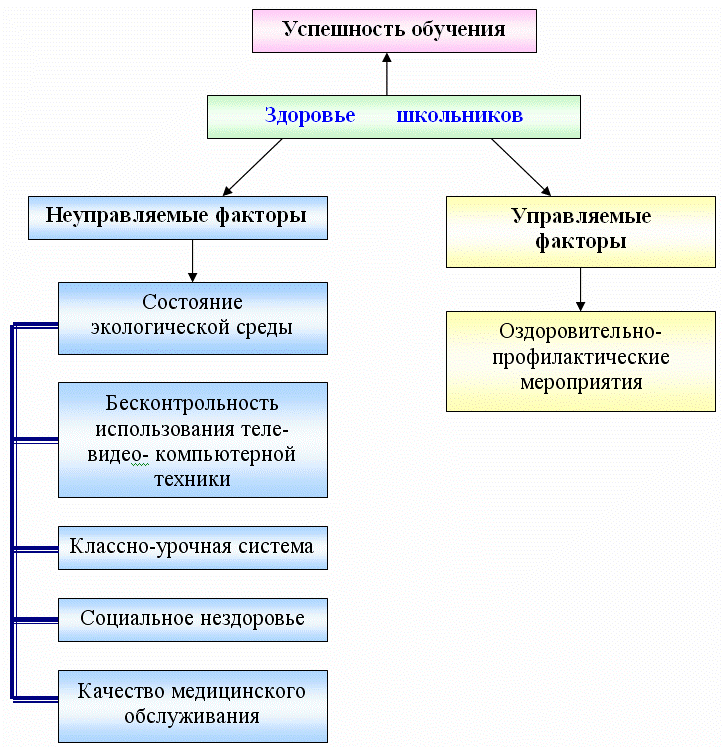 Успешность обучения
Здоровье школьников
Неуправляемые факторы
Управляемые
факторы
Состояние
экологической среды
Оздоровительно-
профилактические
мероприятия
Бесконтрольность
использования теле-
видео- компьютерной
техники
Классно-урочная система
Социальное нездоровье
Качество медицинского
обслуживания